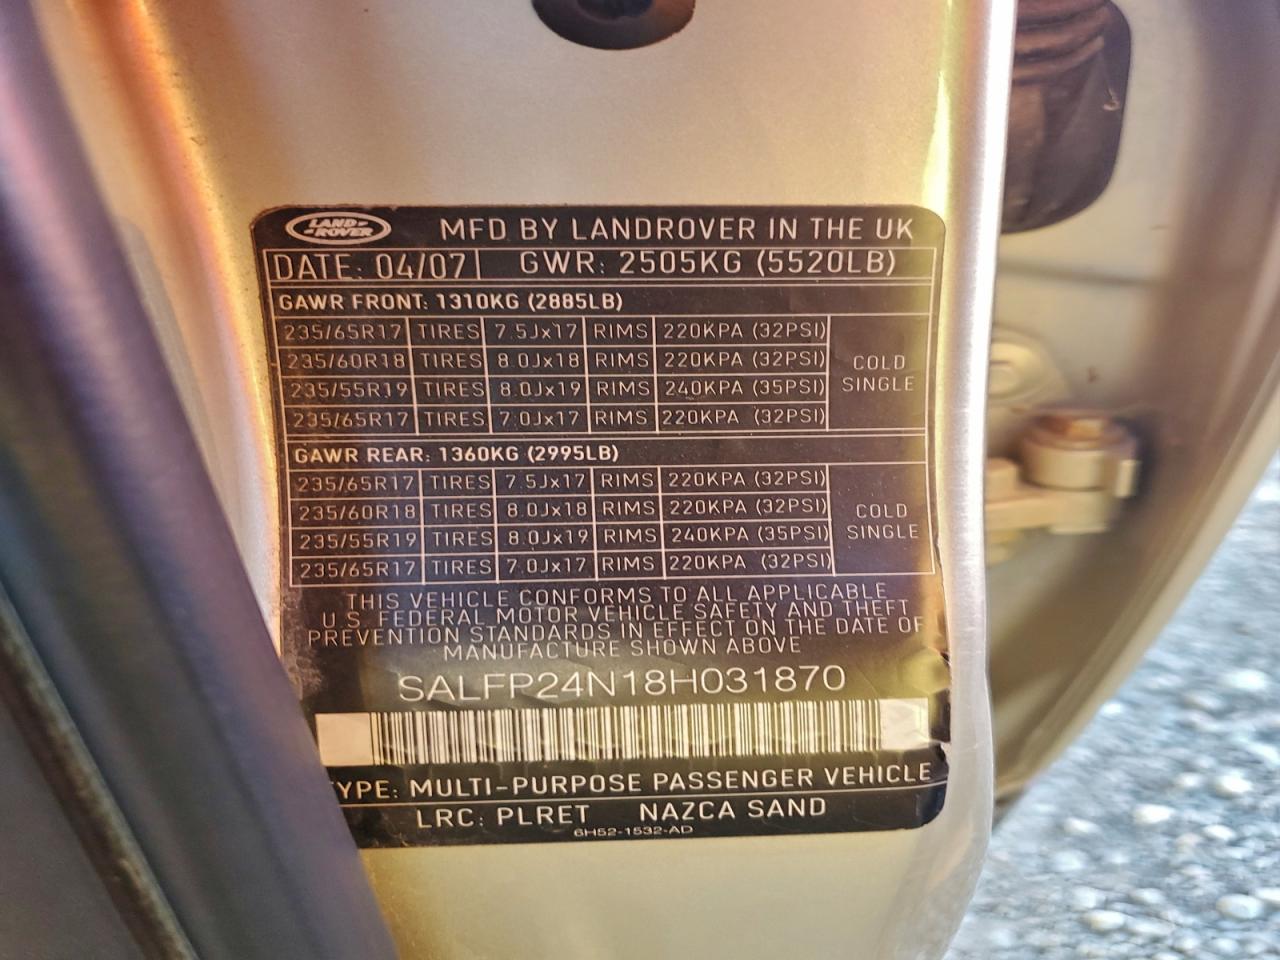 LAND-ROVER MFD BY LANDROVER IN THE UK
DATE: 04/07 GWR: 2505KG (5520LB)
GAWR FRONT: 1310KG (2885LB)
235/65R17 TIRES 7.5Jx17 RIMS 220KPA (32PSI)
235/60R18 TIRES 8.0Jx18 RIMS 220KPA (32PSI)
235/55R19 TIRES 8.0Jx19 RIMS 240KPA (35PSI)
235/65R17 TIRES 7.0Jx17 RIMS 220KPA (32PSI)
COLD
SINGLE
GAWR REAR: 1360KG (2995LB)
235/65R17 TIRES 7.5Jx17 RIMS 220KPA (32PSI)
235/60R18 TIRES 8.0Jx18 RIMS 220KPA (32PSI)
235/55R19 TIRES 8.0Jx19 RIMS 240KPA (35PSI)
235/65R17 TIRES 7.0Jx17 RIMS 220KPA (32PSI)
COLD
SINGLE
THIS VEHICLE CONFORMS TO ALL APPLICABLE
U.S. FEDERAL MOTOR VEHICLE SAFETY AND THEFT
PREVENTION STANDARDS IN EFFECT ON THE DATE OF
MANUFACTURE SHOWN ABOVE
SALFP24N18H031870
YPE: MULTI-PURPOSE PASSENGER VEHICLE
LRC: PLRET NAZCA SAND
6H52-1532-AD